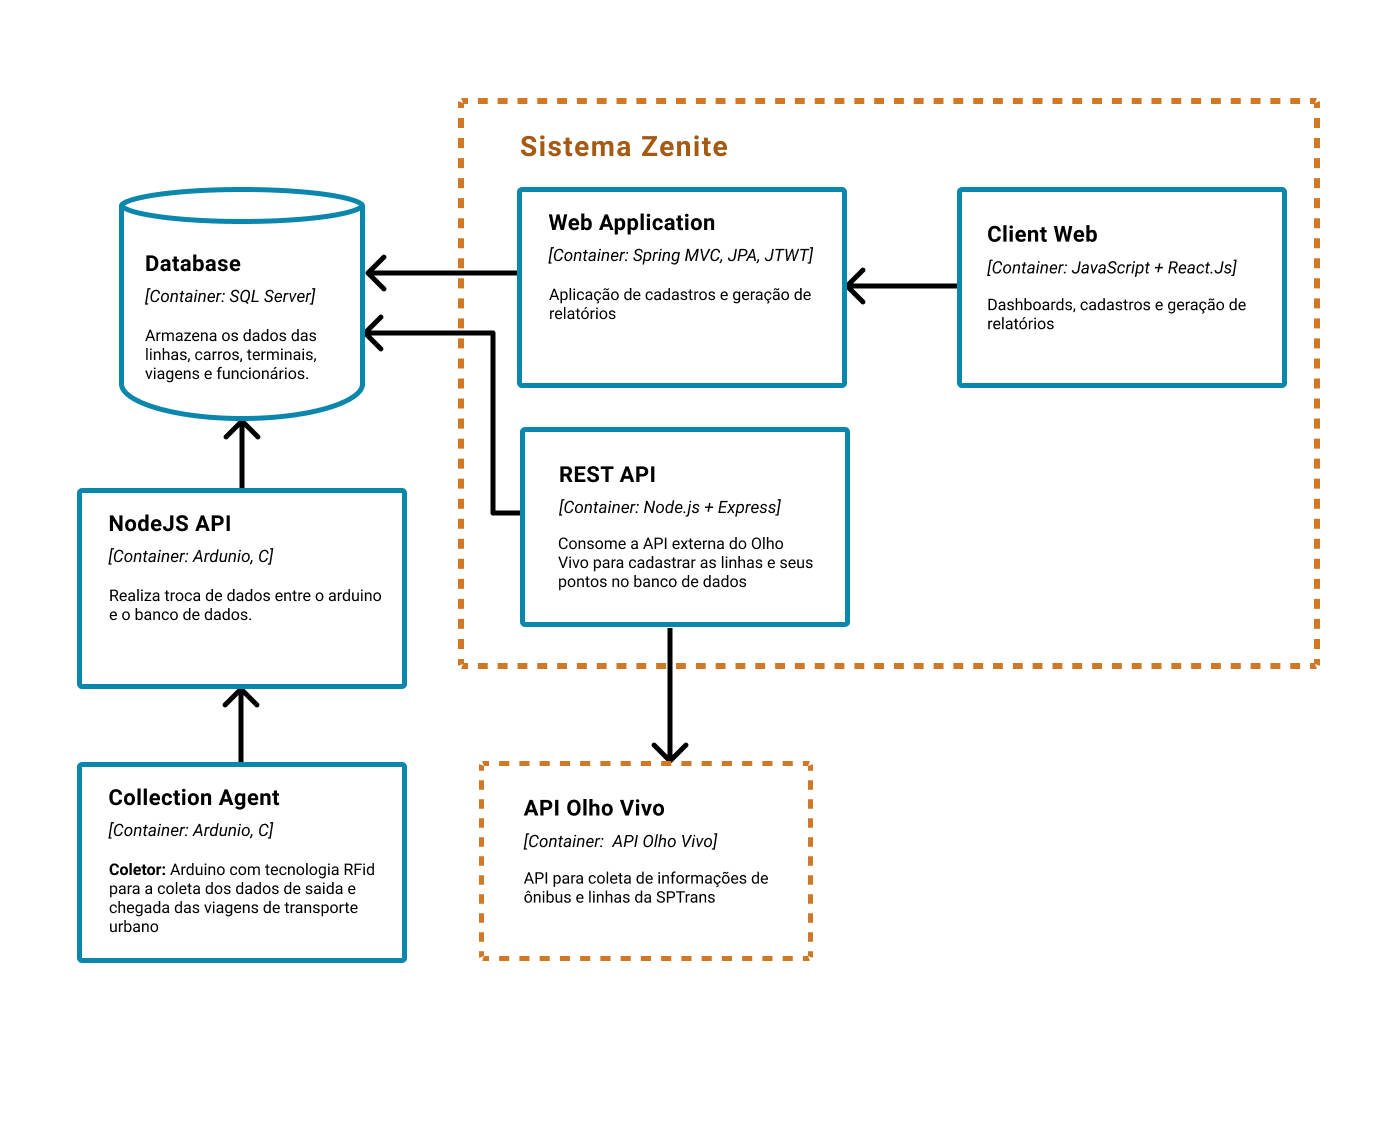 Sistema Zenite
Database
[Container: SQL Server]
Armazena os dados das
linhas, carros, terminais,
viagens e funcionários.
Web Application
[Container: Spring MVC, JPA, JTWT]
Aplicação de cadastros e geração de
relatórios
Client Web
[Container: JavaScript + React.Js]
Dashboards, cadastros e geração de
relatórios
REST API
[Container: Node.js + Express]
Consome a API externa do Olho
Vivo para cadastrar as linhas e seus
pontos no banco de dados
NodeJS API
[Container: Ardunio, C]
Realiza troca de dados entre o arduino
e o banco de dados.
Collection Agent
[Container: Ardunio, C]
Coletor: Arduino com tecnologia RFid
para a coleta dos dados de saida e
chegada das viagens de transporte
urbano
API Olho Vivo
[Container:  API Olho Vivo]
API para coleta de informações de
ônibus e linhas da SPTrans